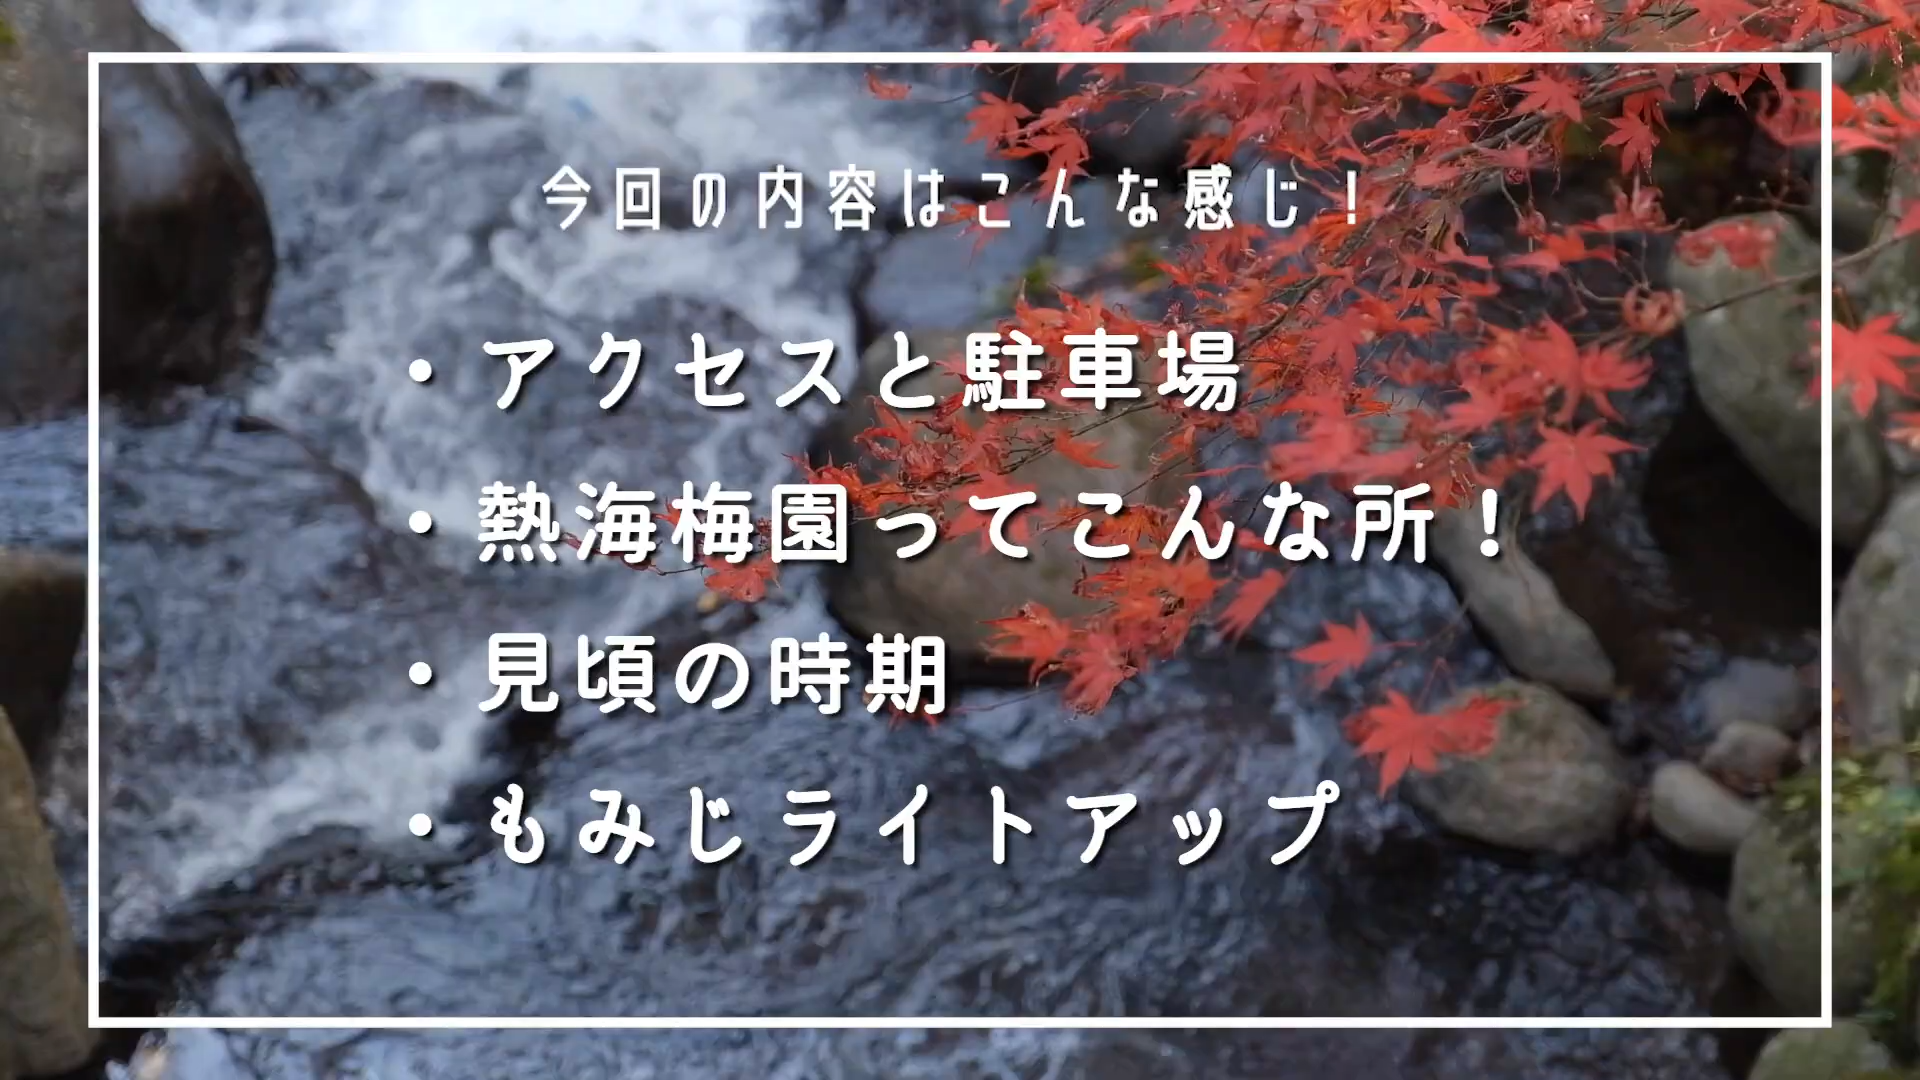 今回の内容はこんな感じ！
・アクセスと駐車場
・熱海梅園ってこんな所！
・見頃の時期
・もみじライトアップ